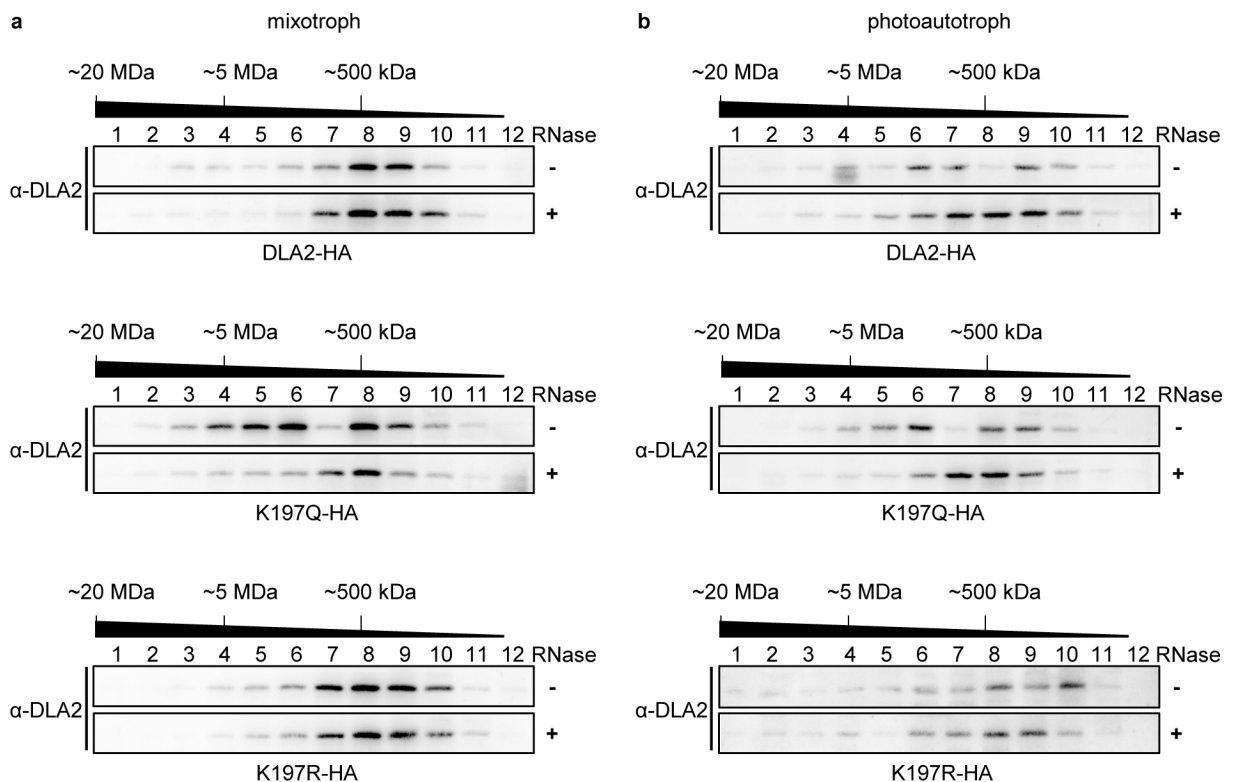 a mixotroph
~20 MDa ~5 MDa ~500 kDa
1 2 3 4 5 6 7 8 9 10 11 12 RNase
α-DLA2
-
+
DLA2-HA
~20 MDa ~5 MDa ~500 kDa
1 2 3 4 5 6 7 8 9 10 11 12 RNase
α-DLA2
-
+
K197Q-HA
~20 MDa ~5 MDa ~500 kDa
1 2 3 4 5 6 7 8 9 10 11 12 RNase
α-DLA2
-
+
K197R-HA
b photoautotroph
~20 MDa ~5 MDa ~500 kDa
1 2 3 4 5 6 7 8 9 10 11 12 RNase
α-DLA2
-
+
DLA2-HA
~20 MDa ~5 MDa ~500 kDa
1 2 3 4 5 6 7 8 9 10 11 12 RNase
α-DLA2
-
+
K197Q-HA
~20 MDa ~5 MDa ~500 kDa
1 2 3 4 5 6 7 8 9 10 11 12 RNase
α-DLA2
-
+
K197R-HA